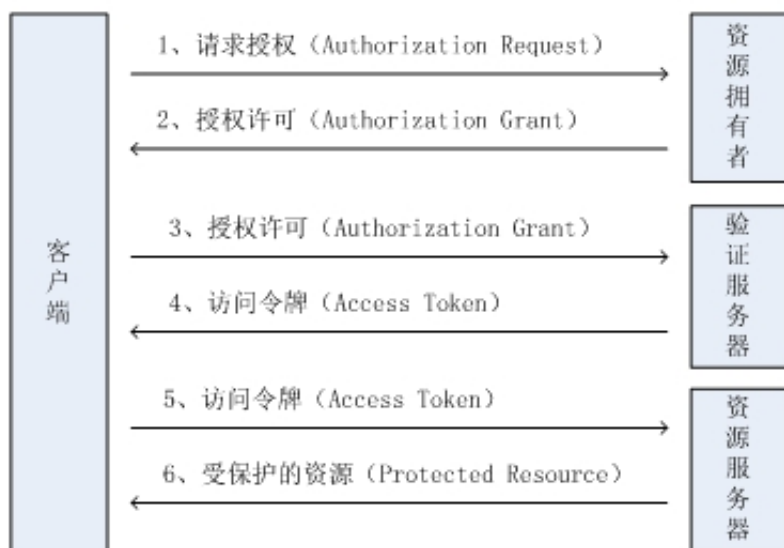 1、请求授权（Authorization Request）
资源拥有者
2、授权许可（Authorization Grant）
客户端
3、授权许可（Authorization Grant）
验证服务器
4、访问令牌（Access Token）
5、访问令牌（Access Token）
资源服务器
6、受保护的资源（Protected Resource）